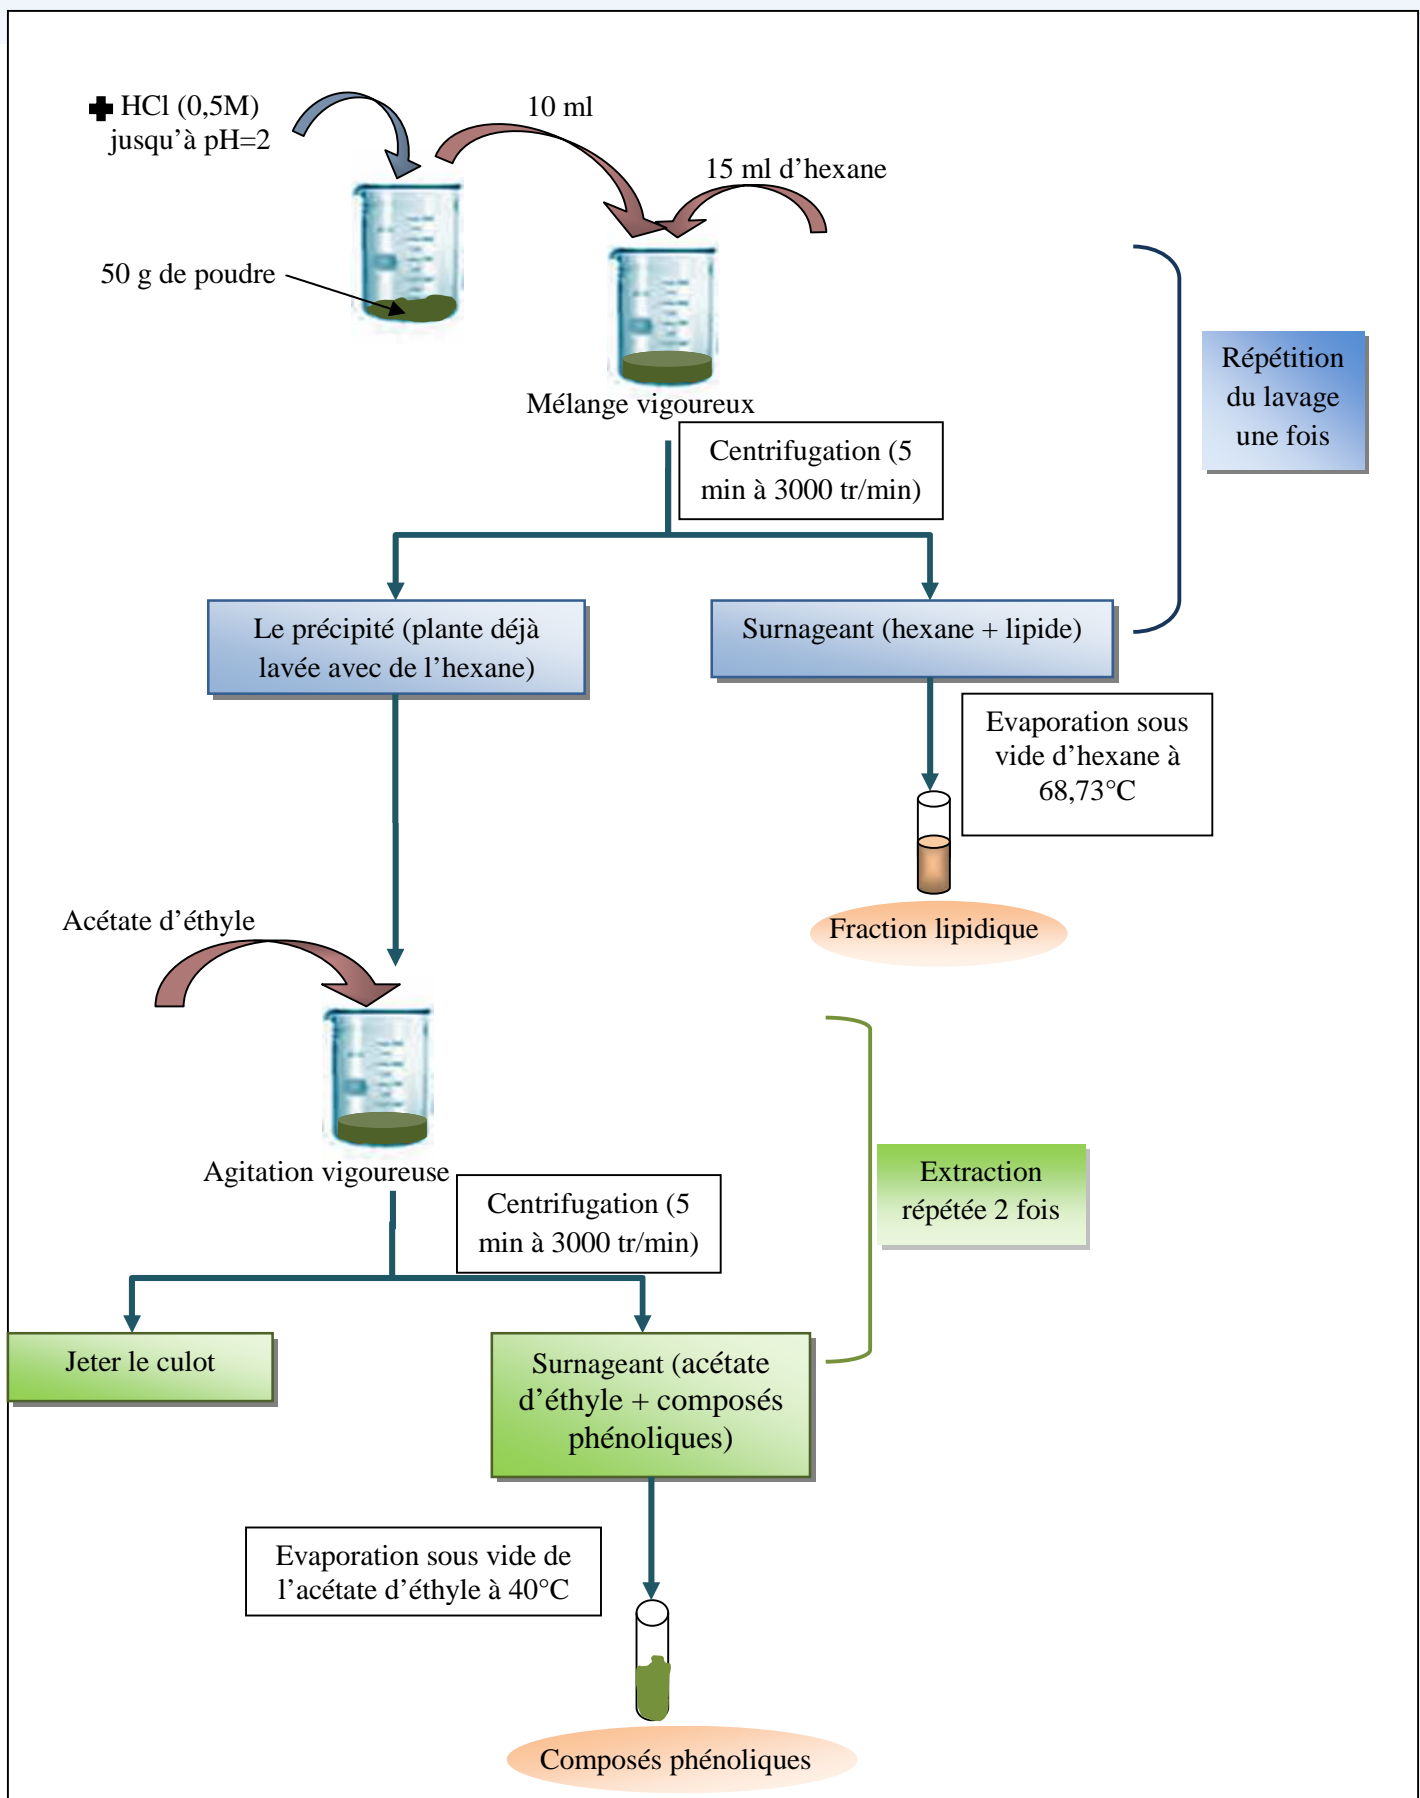 HCl (0,5M)
jusqu’à pH=2
10 ml
15 ml d’hexane
50 g de poudre
Mélange vigoureux
Répétition
du lavage
une fois
Centrifugation (5
min à 3000 tr/min)
Le précipité (plante déjà
lavée avec de l’hexane)
Surnageant (hexane + lipide)
Evaporation sous
vide d’hexane à
68,73°C
Fraction lipidique
Acétate d’éthyle
Agitation vigoureuse
Extraction
répétée 2 fois
Centrifugation (5
min à 3000 tr/min)
Jeter le culot
Surnageant (acétate
d’éthyle + composés
phénoliques)
Evaporation sous vide de
l’acétate d’éthyle à 40°C
Composés phénoliques